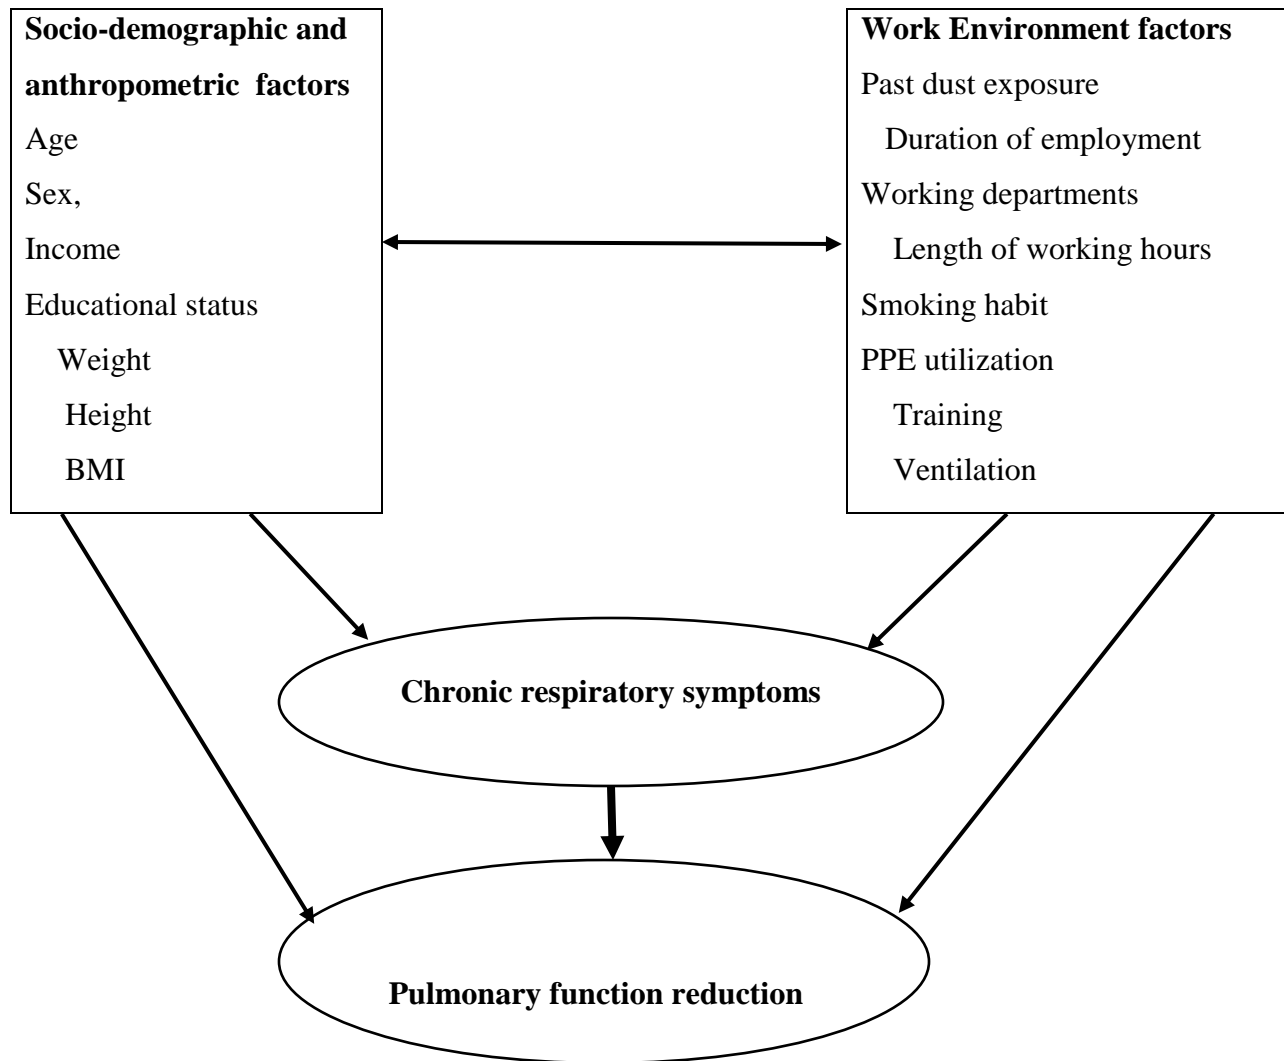 Socio-demographic and
anthropometric factors
Age
Sex,
Income
Educational status
Weight
Height
BMI
Work Environment factors
Past dust exposure
Duration of employment
Working departments
Length of working hours
Smoking habit
PPE utilization
Training
Ventilation
Chronic respiratory symptoms
Pulmonary function reduction